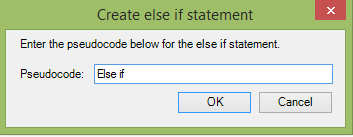 Create else if statement
Enter the pseudocode below for the else if statement.
Pseudocode: Else if
OK Cancel